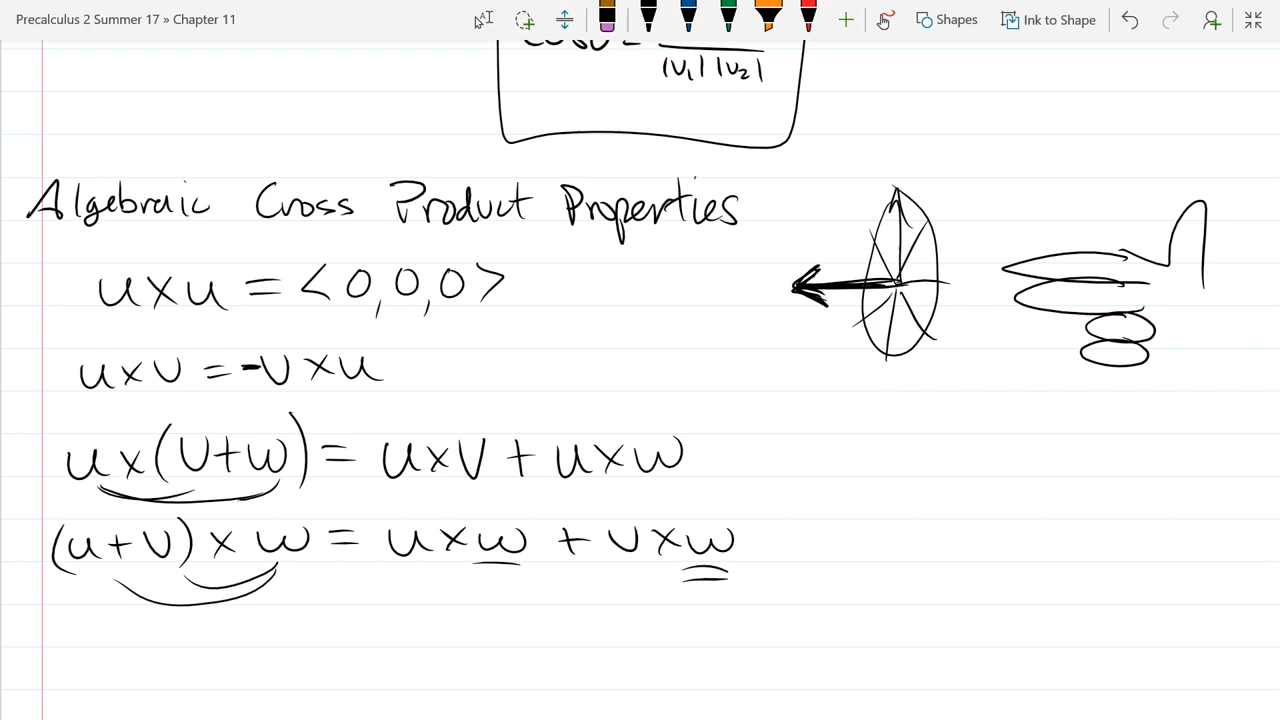 Precalculus 2 Summer 17 » Chapter 11
Shapes
Ink to Shape
|v₁| |v₂|
Algebraic Cross Product Properties
u×u = <0,0,0>
u×v = -v×u
u×(v+w) = u×v + u×w
(u+v) × w = u×w + v×w